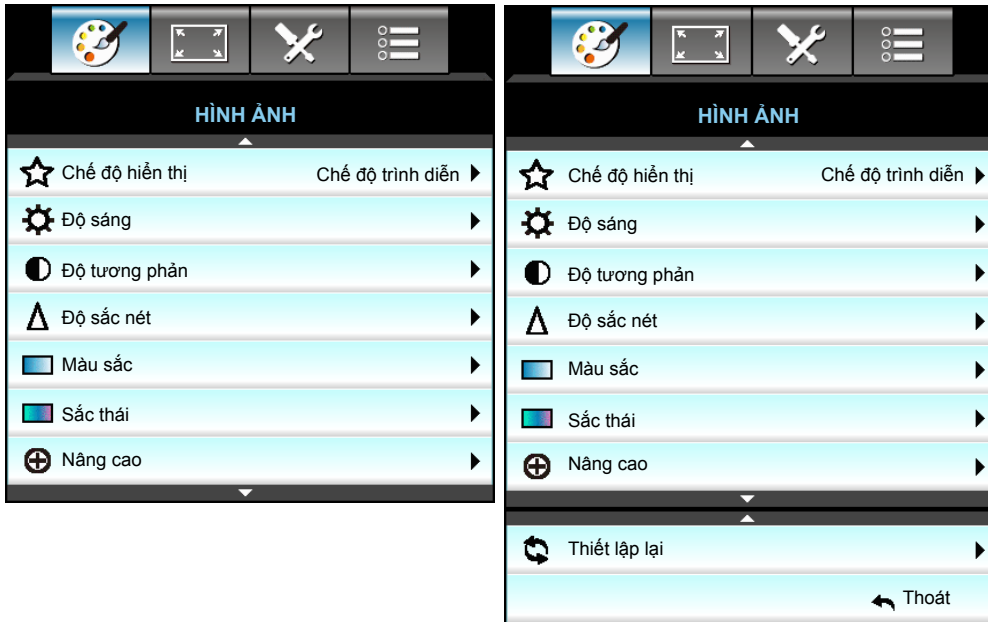 HÌNH ẢNH
Chế độ hiển thị Chế độ trình diễn
Độ sáng
Độ tương phản
Độ sắc nét
Màu sắc
Sắc thái
Nâng cao
HÌNH ẢNH
Chế độ hiển thị Chế độ trình diễn
Độ sáng
Độ tương phản
Độ sắc nét
Màu sắc
Sắc thái
Nâng cao
Thiết lập lại
Thoát